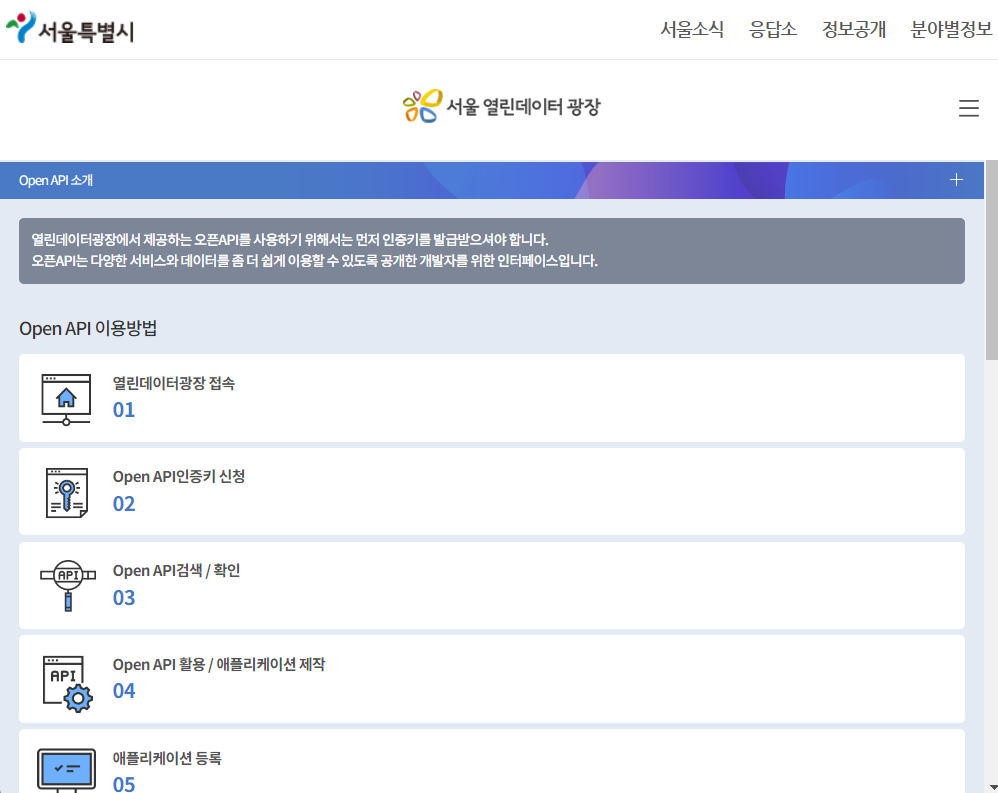 서울특별시
서울소식 응답소 정보공개 분야별정보
서울 열린데이터 광장
Open API 소개
열린데이터광장에서 제공하는 오픈API를 사용하기 위해서는 먼저 인증키를 발급받으셔야 합니다.
오픈API는 다양한 서비스와 데이터를 좀 더 쉽게 이용할 수 있도록 공개한 개발자를 위한 인터페이스입니다.
Open API 이용방법
열린데이터광장 접속
01
Open API인증키 신청
02
API
Open API검색 / 확인
03
API
Open API 활용 / 애플리케이션 제작
04
애플리케이션 등록
05